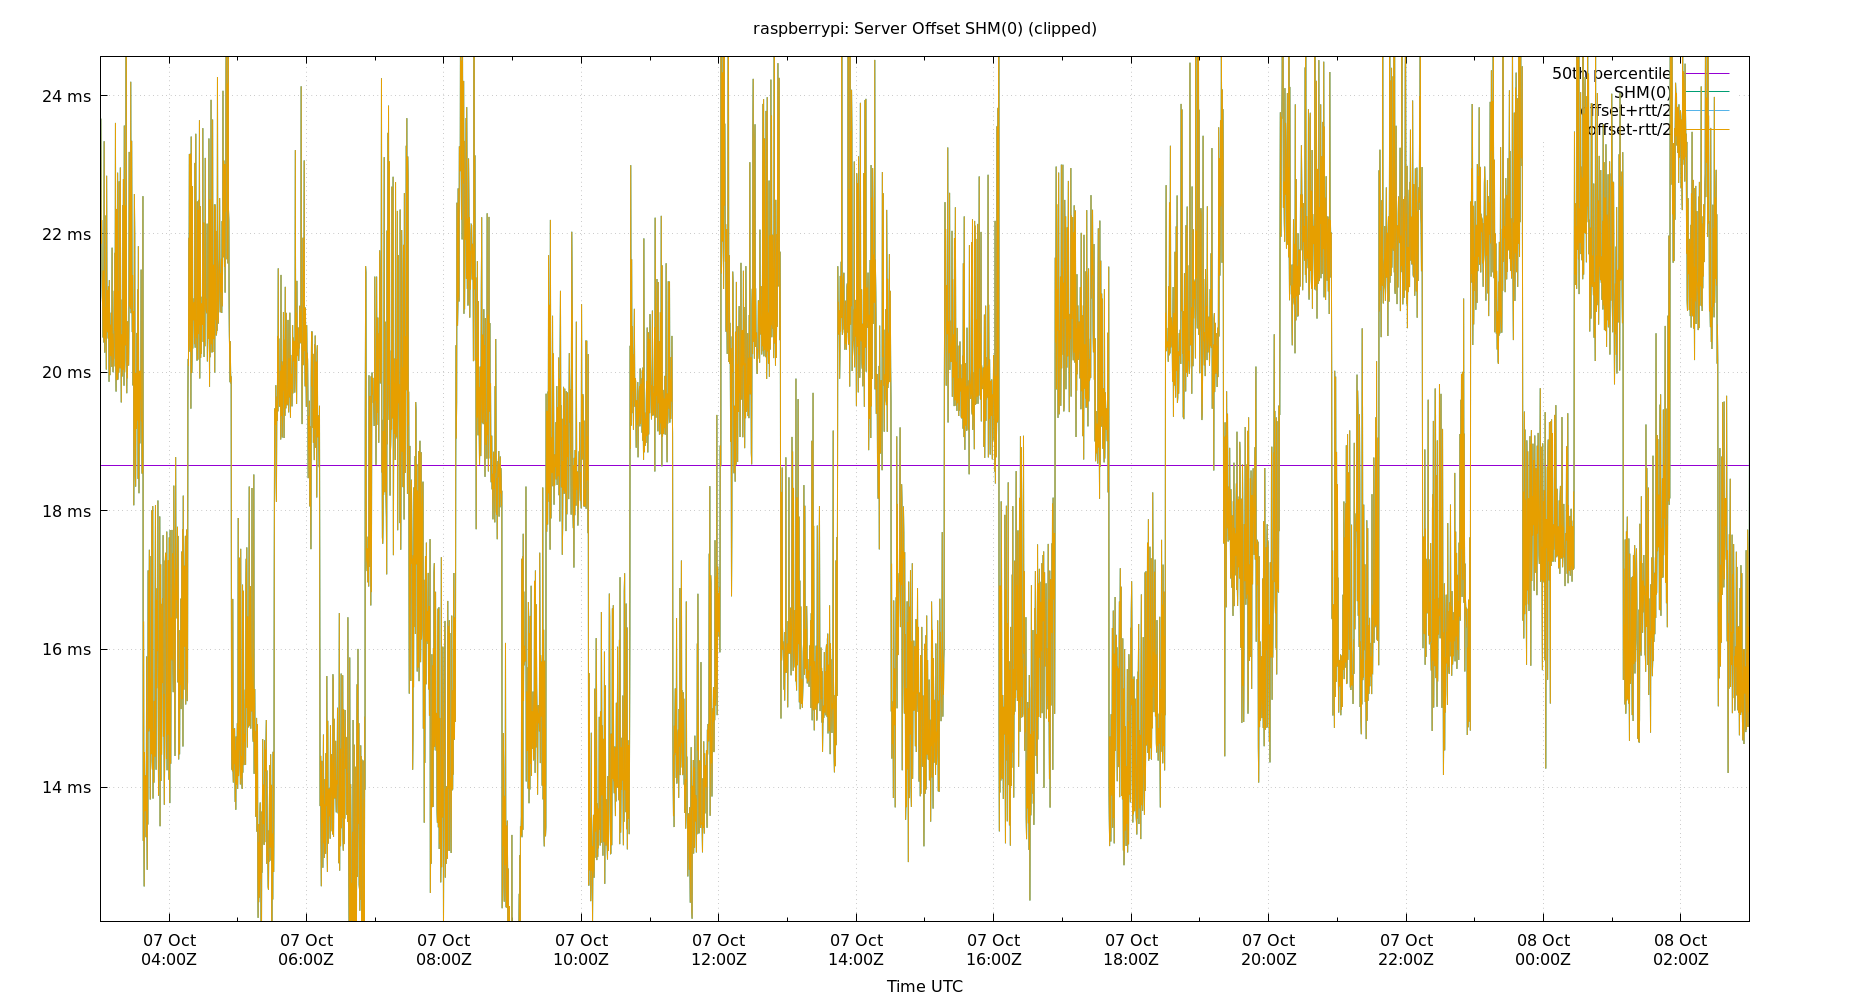 raspberrypi: Server Offset SHM(0) (clipped)
50th percentile
SHM(0)
offset+rtt/2
offset-rtt/2
24 ms
22 ms
20 ms
18 ms
16 ms
14 ms
07 Oct 07 Oct 07 Oct 07 Oct 07 Oct 07 Oct 07 Oct 07 Oct 07 Oct 07 Oct 08 Oct 08 Oct
04:00Z 06:00Z 08:00Z 10:00Z 12:00Z 14:00Z 16:00Z 18:00Z 20:00Z 22:00Z 00:00Z 02:00Z
Time UTC